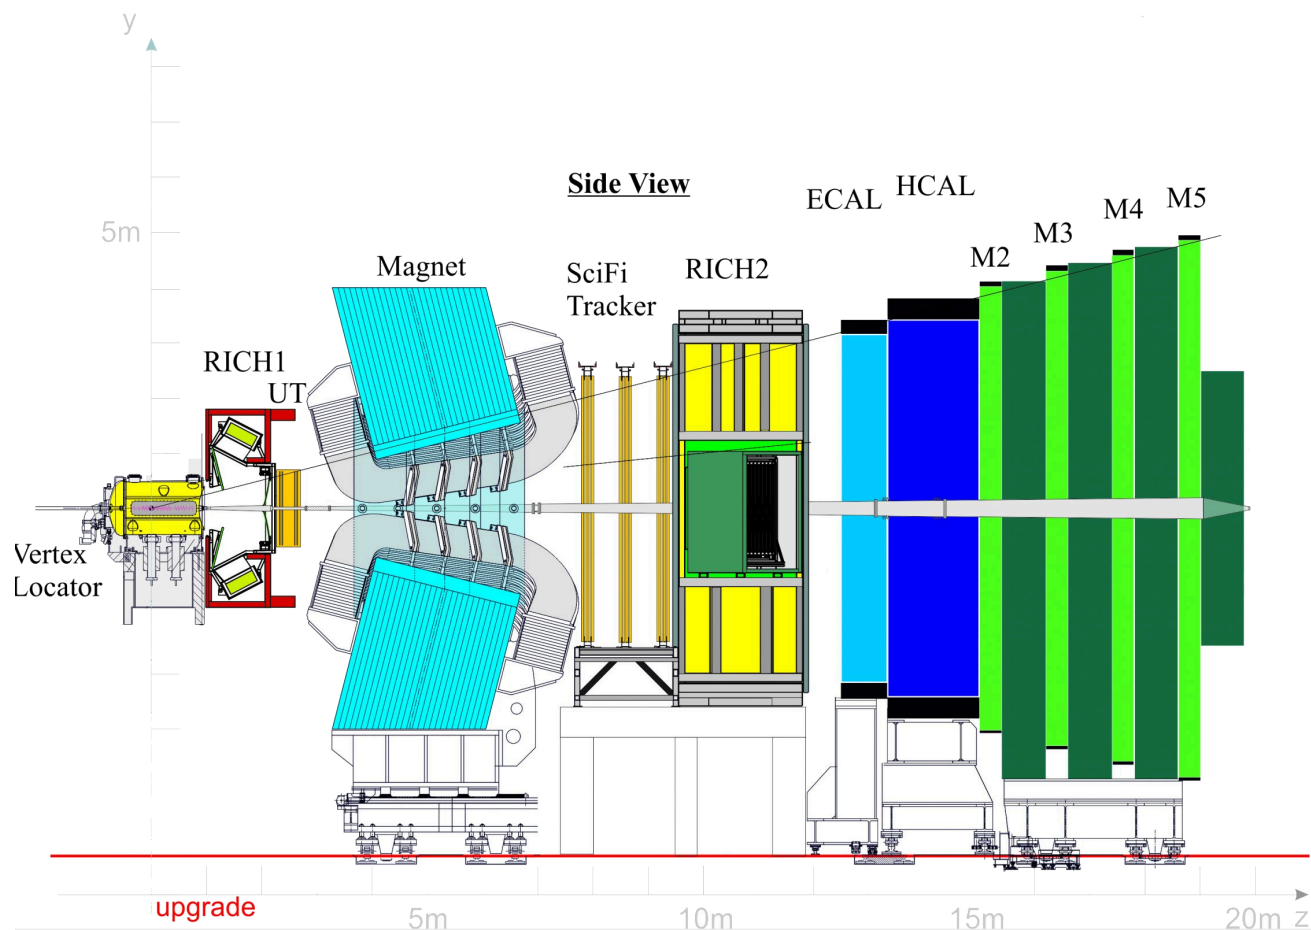 y
5m
Side View
ECAL
HCAL
M2
M3
M4
M5
Magnet
SciFi
Tracker
RICH2
RICH1
UT
Vertex
Locator
upgrade
5m
10m
15m
20m
z